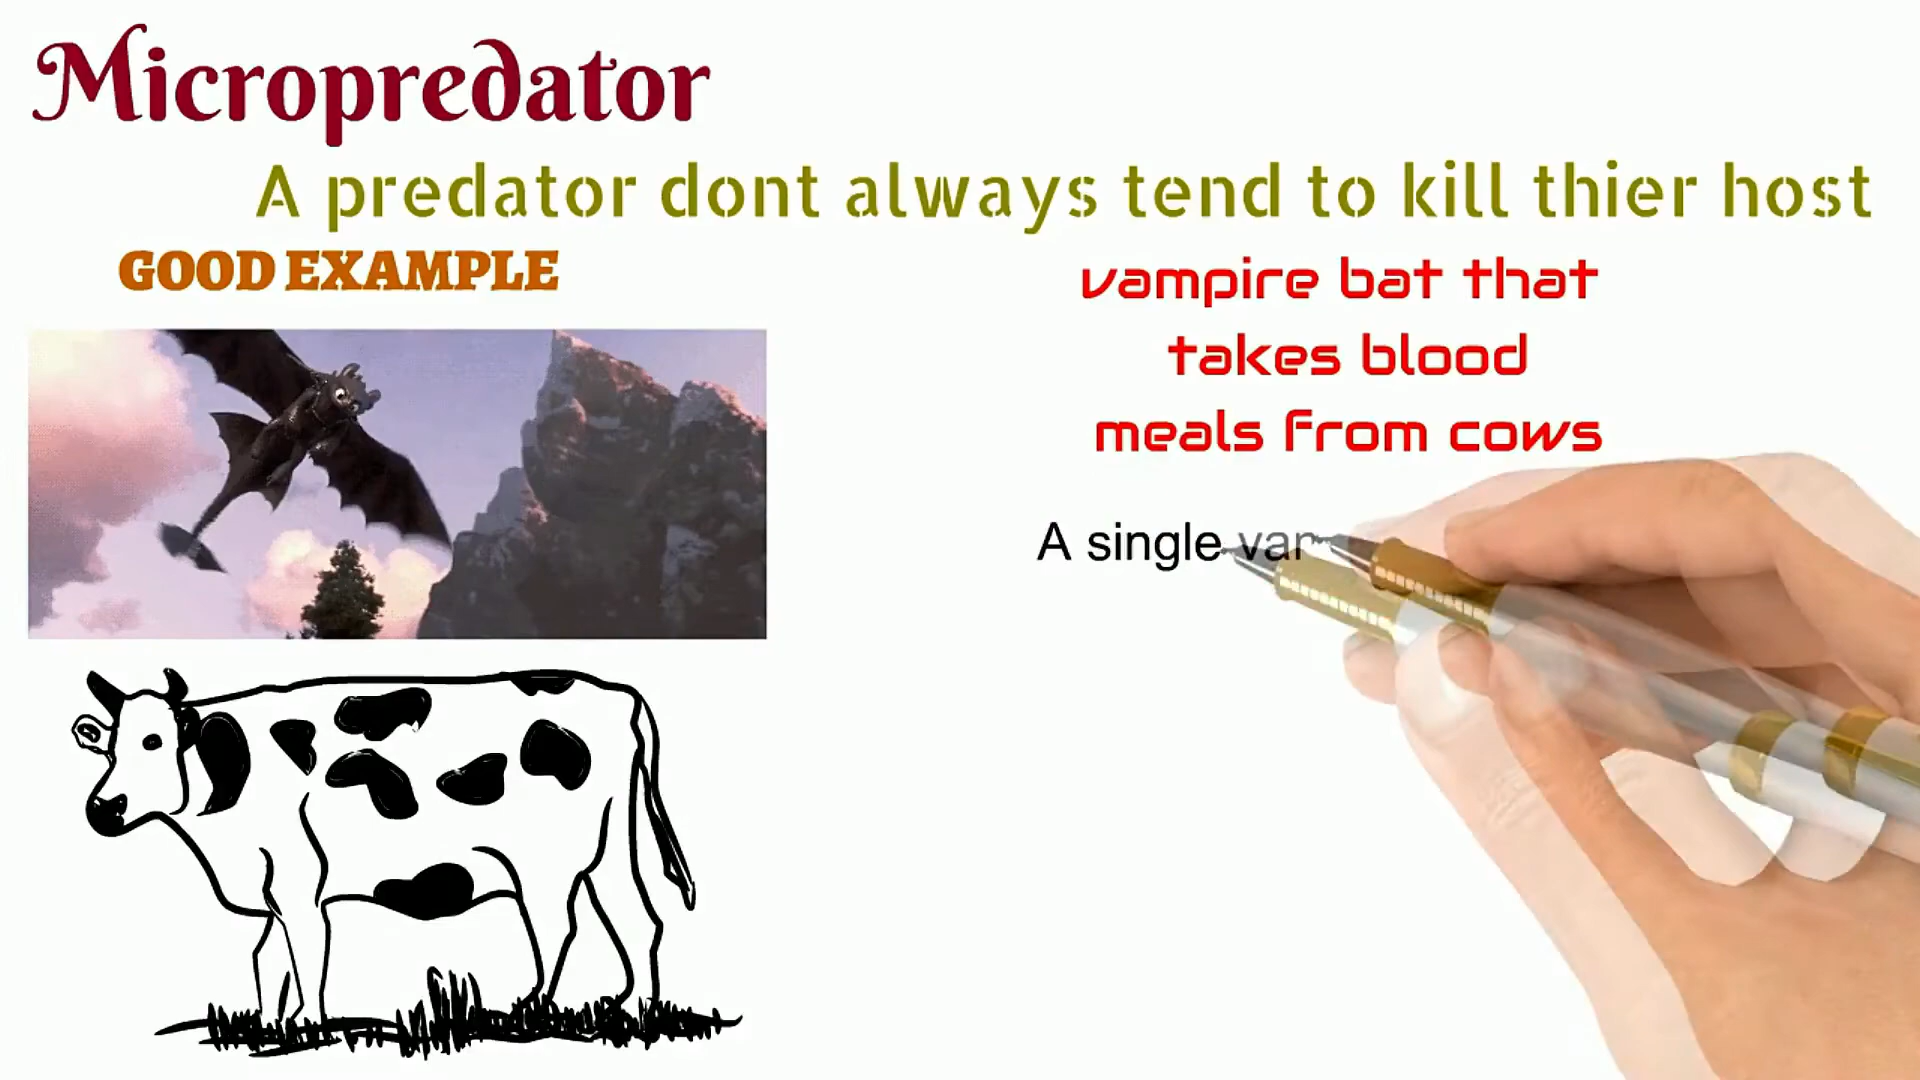 Micropredator
A predator dont always tend to kill thier host
GOOD EXAMPLE
vampire bat that
takes blood
meals from cows
A single